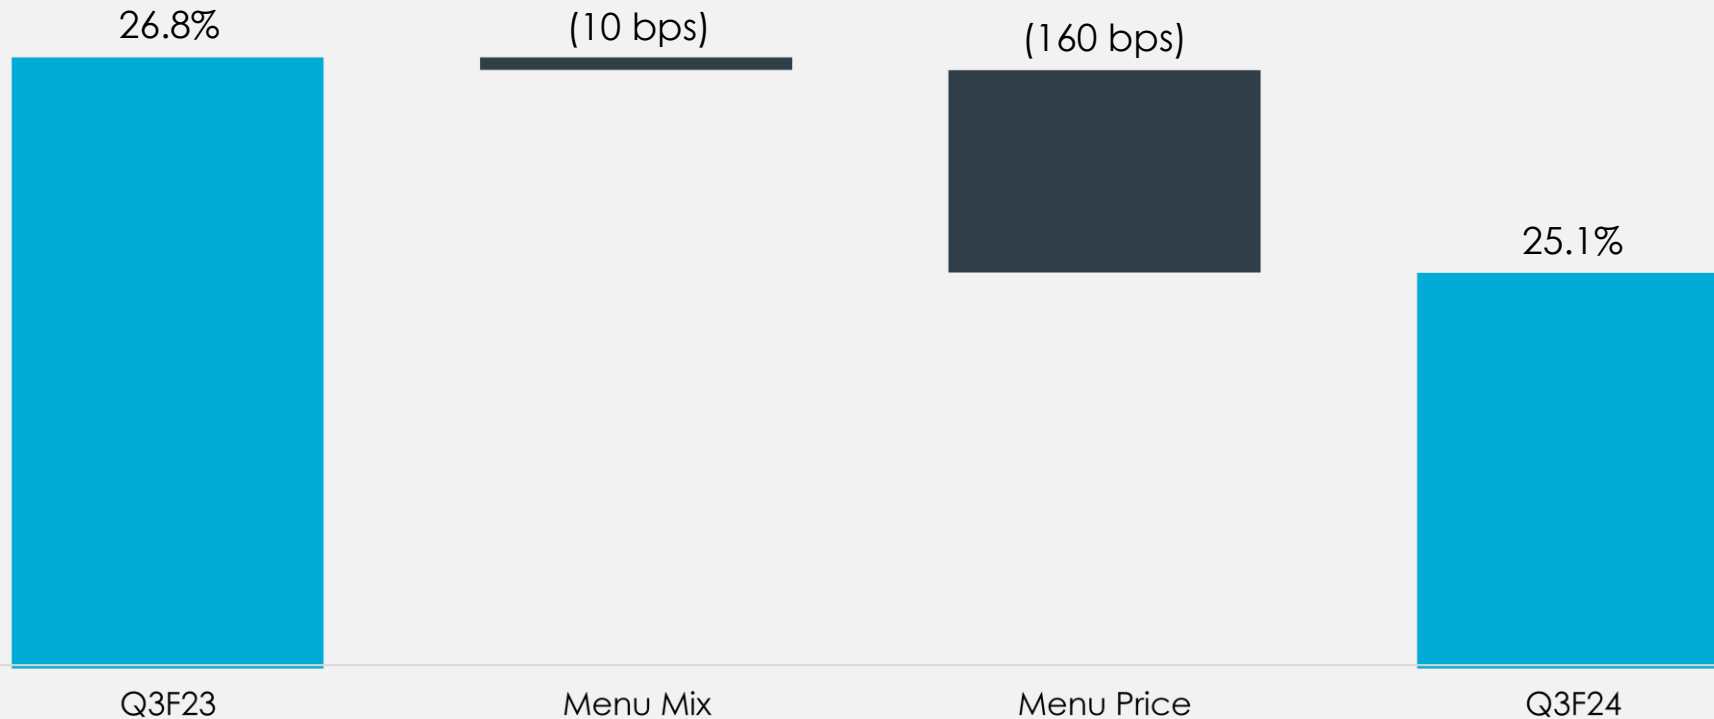 26.8%
(10 bps)
(160 bps)
25.1%
Q3F23
Menu Mix
Menu Price
Q3F24